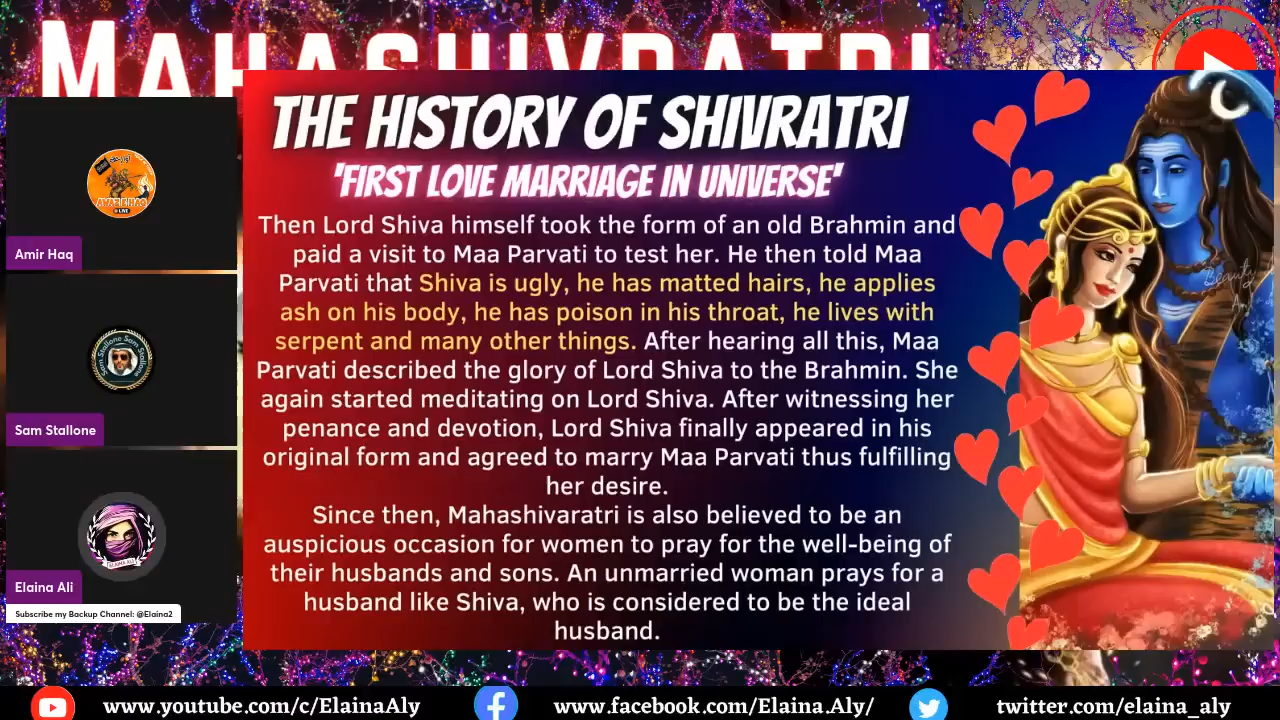 MAHASHIVRATRI
THE HISTORY OF SHIVRATRI
'FIRST LOVE MARRIAGE IN UNIVERSE'
Then Lord Shiva himself took the form of an old Brahmin and
paid a visit to Maa Parvati to test her. He then told Maa
Parvati that Shiva is ugly, he has matted hairs, he applies
ash on his body, he has poison in his throat, he lives with
serpent and many other things. After hearing all this, Maa
Parvati described the glory of Lord Shiva to the Brahmin. She
again started meditating on Lord Shiva. After witnessing her
penance and devotion, Lord Shiva finally appeared in his
original form and agreed to marry Maa Parvati thus fulfilling
her desire.
Since then, Mahashivaratri is also believed to be an
auspicious occasion for women to pray for the well-being of
their husbands and sons. An unmarried woman prays for a
husband like Shiva, who is considered to be the ideal
husband.
LIVE
Amir Haq
Sam Stallone Sam Stallone
Sam Stallone
ELAINA ALI
Elaina Ali
Subscribe my Backup Channel: @Elaina2
Beauty
www.youtube.com/c/ElainaAly
www.facebook.com/Elaina.Aly/
twitter.com/elaina_aly